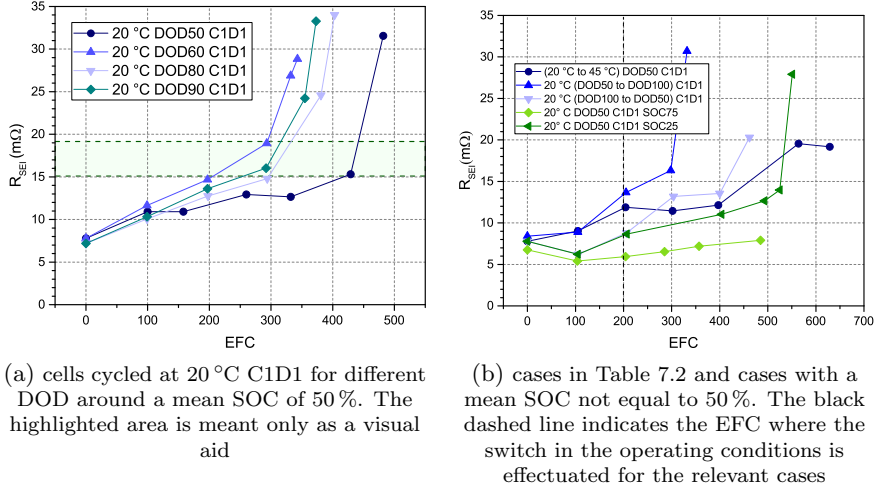 35
30
25
20
15
10
5
0
R_SEI (mΩ)
20 °C DOD50 C1D1
20 °C DOD60 C1D1
20 °C DOD80 C1D1
20 °C DOD90 C1D1
0 100 200 300 400 500
EFC
35
30
25
20
15
10
5
0
R_SEI (mΩ)
(20 °C to 45 °C) DOD50 C1D1
20 °C (DOD50 to DOD100) C1D1
20 °C (DOD100 to DOD50) C1D1
20° C DOD50 C1D1 SOC75
20° C DOD50 C1D1 SOC25
0 100 200 300 400 500 600 700
EFC
(a) cells cycled at 20 °C C1D1 for different
DOD around a mean SOC of 50 %. The
highlighted area is meant only as a visual
aid
(b) cases in Table 7.2 and cases with a
mean SOC not equal to 50 %. The black
dashed line indicates the EFC where the
switch in the operating conditions is
effectuated for the relevant cases